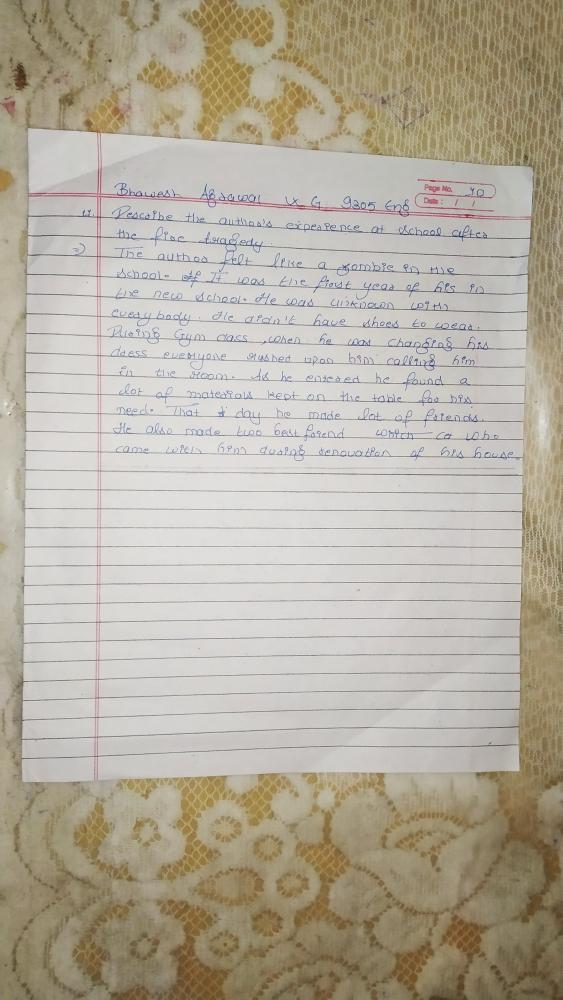 Bhawesh Agrawal IX G 9305 Eng
Page No. 40
Date : / /
Describe the author's experience at school after
the fire tragedy.
=> The author felt like a zombie in the
school. It was the first year of his in
the new school. He was unknown with
everybody. He didn't have shoes to wear.
During Gym class, when he was changing his
dress everyone rushed upon him calling him
in the room. As he entered he found a
lot of materials kept on the table for his
need. That day he made lot of friends.
He also made two best friend which who
came with him during renovation of his house.